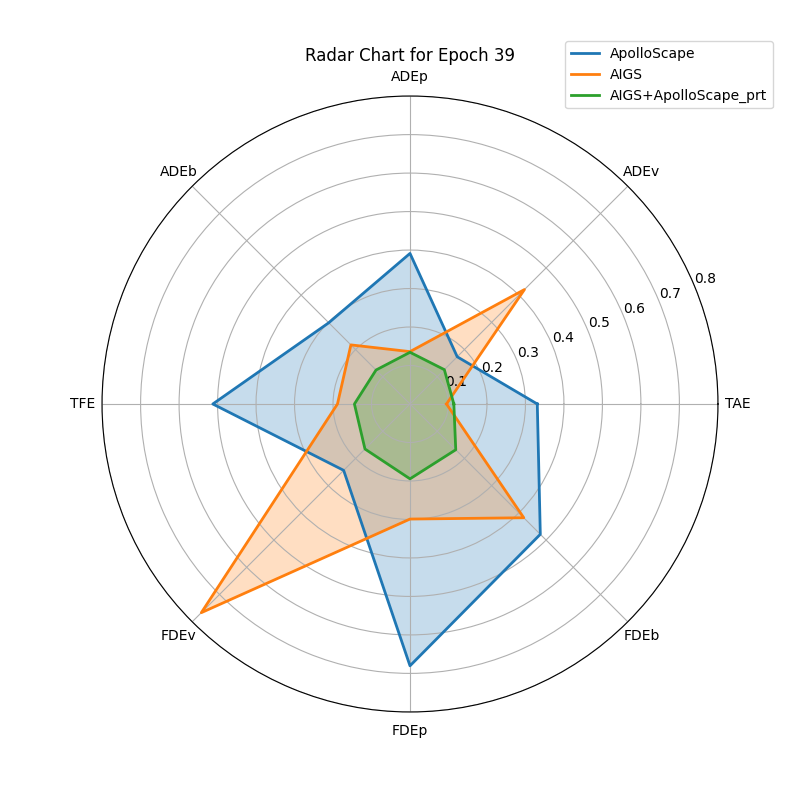 Radar Chart for Epoch 39
ApolloScape
AIGS
AIGS+ApolloScape_prt
ADEp
ADEb
ADEv
0.8
0.7
0.6
0.5
0.4
0.3
0.2
0.1
TFE
TAE
FDEv
FDEb
FDEp